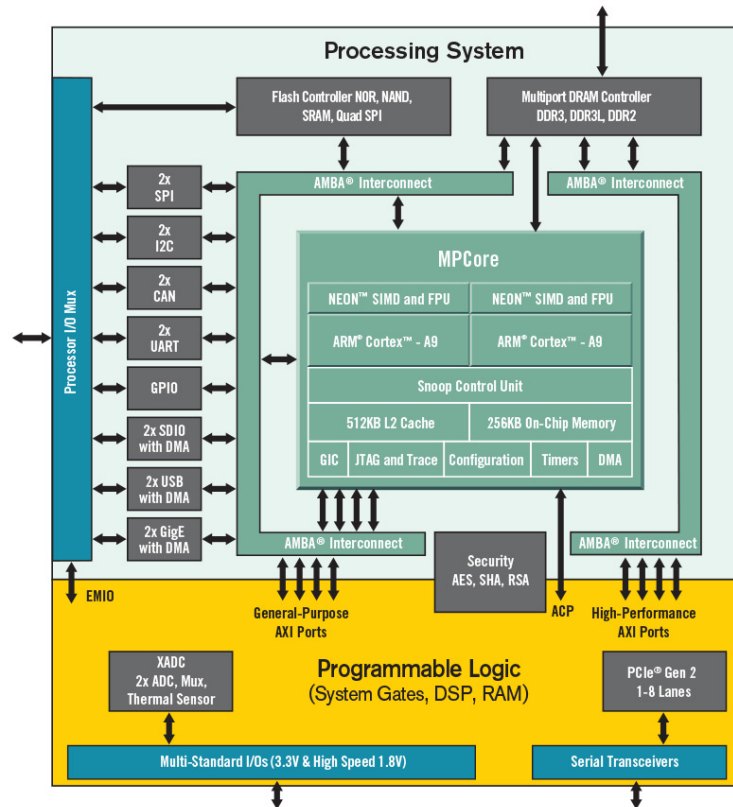 Processing System
Flash Controller NOR, NAND,
SRAM, Quad SPI
Multiport DRAM Controller
DDR3, DDR3L, DDR2
Processor I/O Mux
2x
SPI
2x
I2C
2x
CAN
2x
UART
GPIO
2x SDIO
with DMA
2x USB
with DMA
2x GigE
with DMA
AMBA® Interconnect
AMBA® Interconnect
MPCore
NEON™ SIMD and FPU
NEON™ SIMD and FPU
ARM® Cortex™ - A9
ARM® Cortex™ - A9
Snoop Control Unit
512KB L2 Cache
256KB On-Chip Memory
GIC
JTAG and Trace
Configuration
Timers
DMA
AMBA® Interconnect
AMBA® Interconnect
Security
AES, SHA, RSA
EMIO
General-Purpose
AXI Ports
ACP
High-Performance
AXI Ports
Programmable Logic
(System Gates, DSP, RAM)
XADC
2x ADC, Mux,
Thermal Sensor
PCIe® Gen 2
1-8 Lanes
Multi-Standard I/Os (3.3V & High Speed 1.8V)
Serial Transceivers